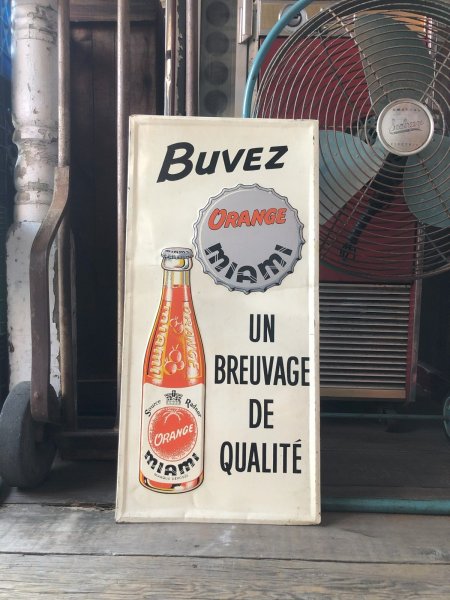 BUVEZ
ORANGE
MIAMI
UN
BREUVAGE
DE
QUALITÉ
ORANGE
MIAMI